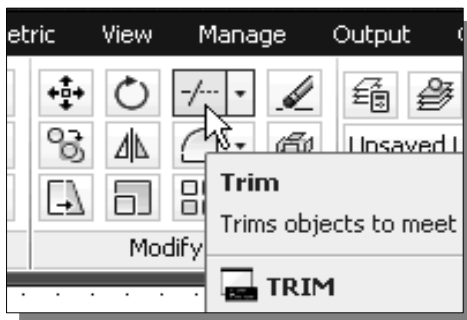 etric View Manage Output
Unsaved L
Trim
Trims objects to meet
Modify
TRIM